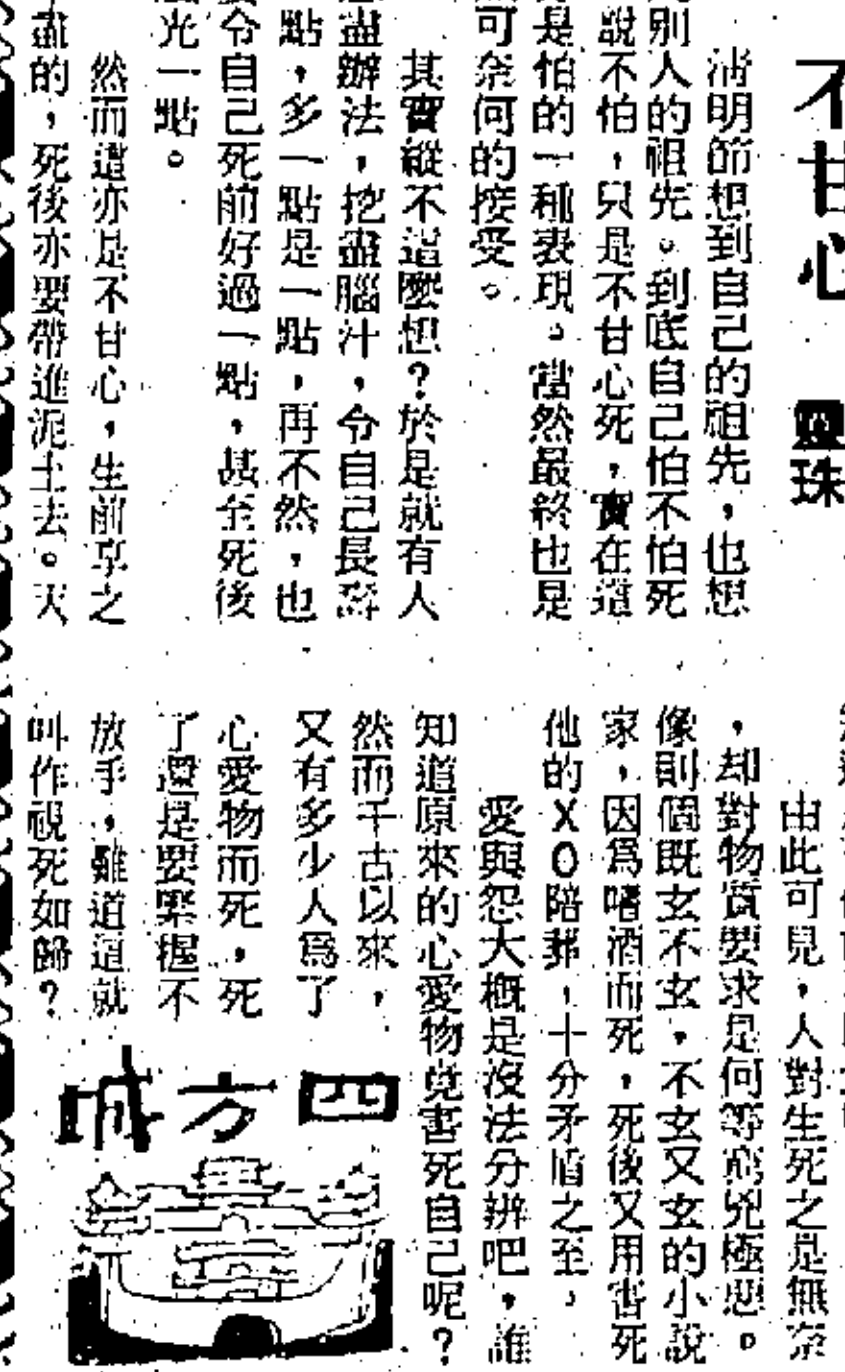 不甘心
靈珠
清明節想到自己的祖先，也想
別人的祖先。到底自己怕不怕死
說不怕，只是不甘心死，實在這
是怕的一種表現。當然最終也是
可奈何的接受。
其實縱不這麽想？於是就有人
盡辦法，挖盡腦汁，令自己長壽
點，多一點是一點，再不然，也
令自己死前好過一點，甚至死後
光一點。
然而這亦是不甘心，生前享之
盡的，死後亦要帶進泥土去。天
由此可見，人對生死之是無奈
，却對物質要求是何等窮兇極惡。
像則個既玄不玄，不玄又玄的小說
家，因爲嗜酒而死，死後又用害死
他的XO陪葬，十分矛盾之至，
愛與怨大概是沒法分辨吧，誰
知道原來的心愛物竟害死自己呢？
然而千古以來，
又有多少人爲了
心愛物而死，死
了還是要緊握不
放手，雖道這就
叫作視死如歸？
四方城